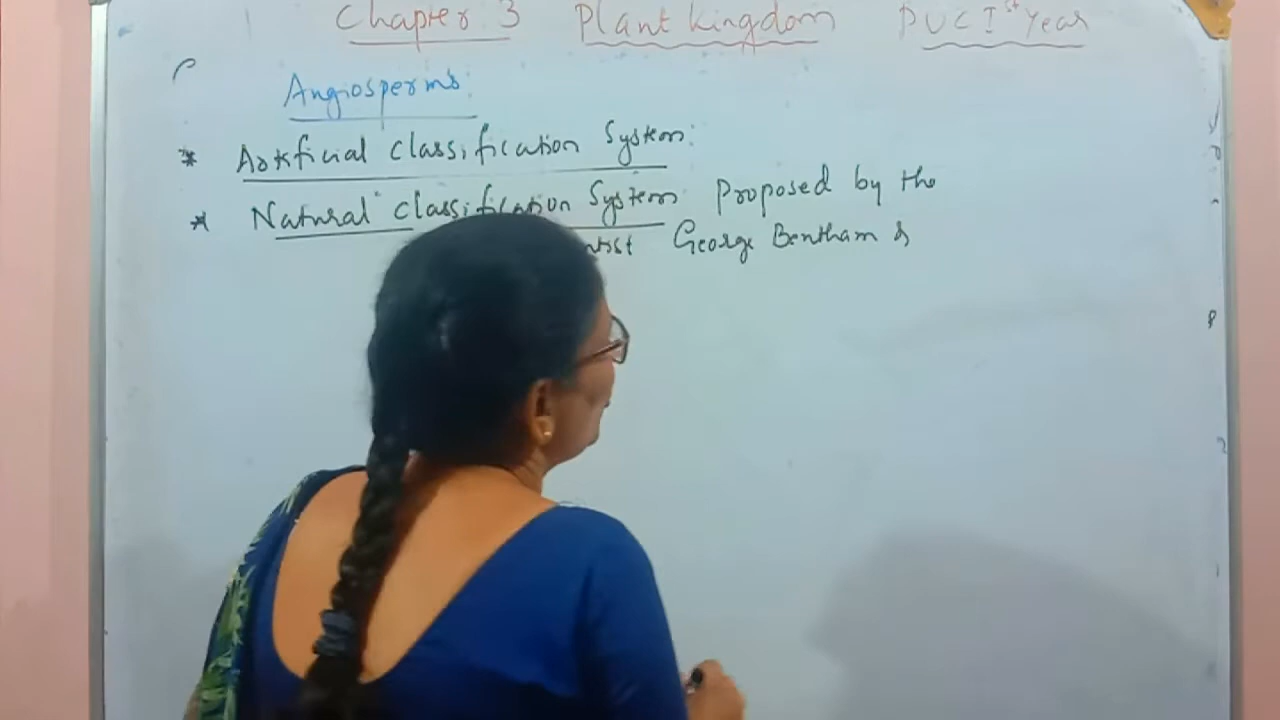 Chapter 3 Plant kingdom PUC Ist Year
Angiosperms:
* Artificial Classification System:
* Natural Classification System Proposed by the
George Bentham &